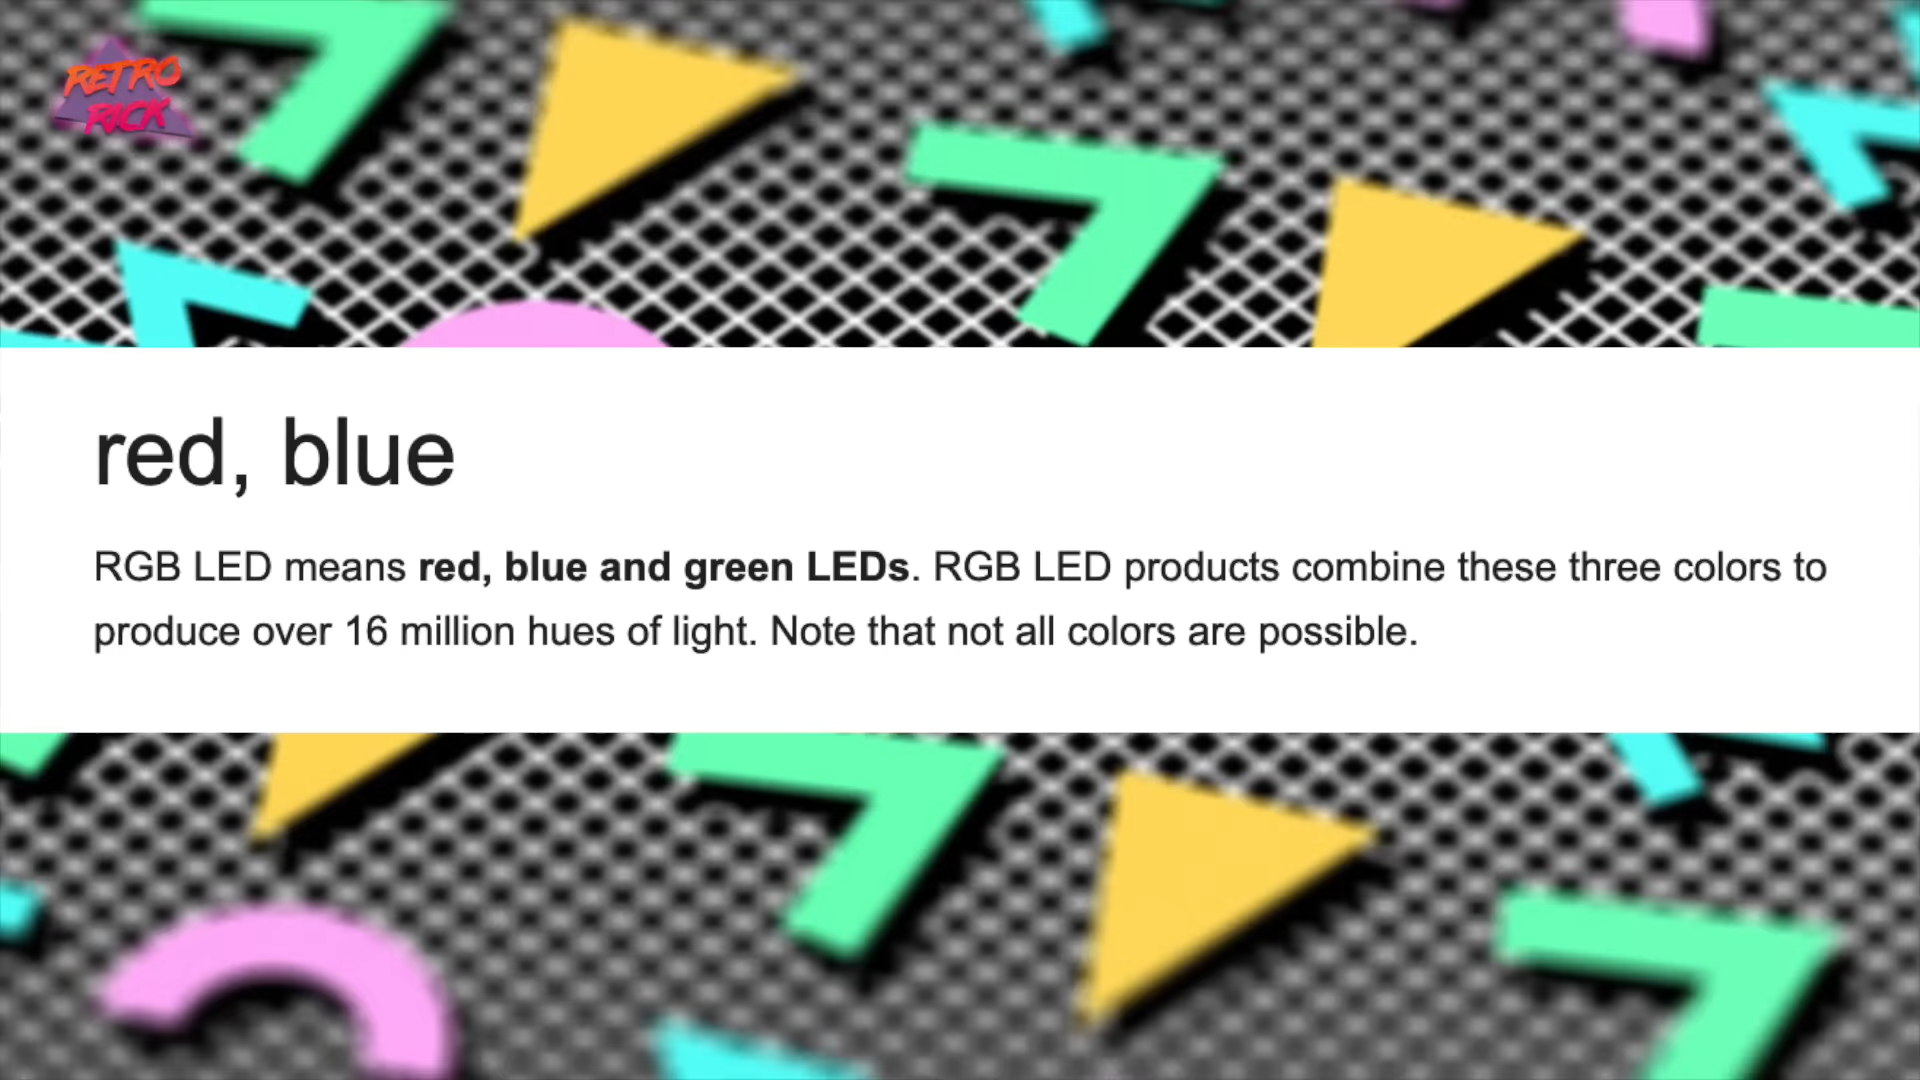 RETRO
RICK
red, blue
RGB LED means red, blue and green LEDs. RGB LED products combine these three colors to
produce over 16 million hues of light. Note that not all colors are possible.